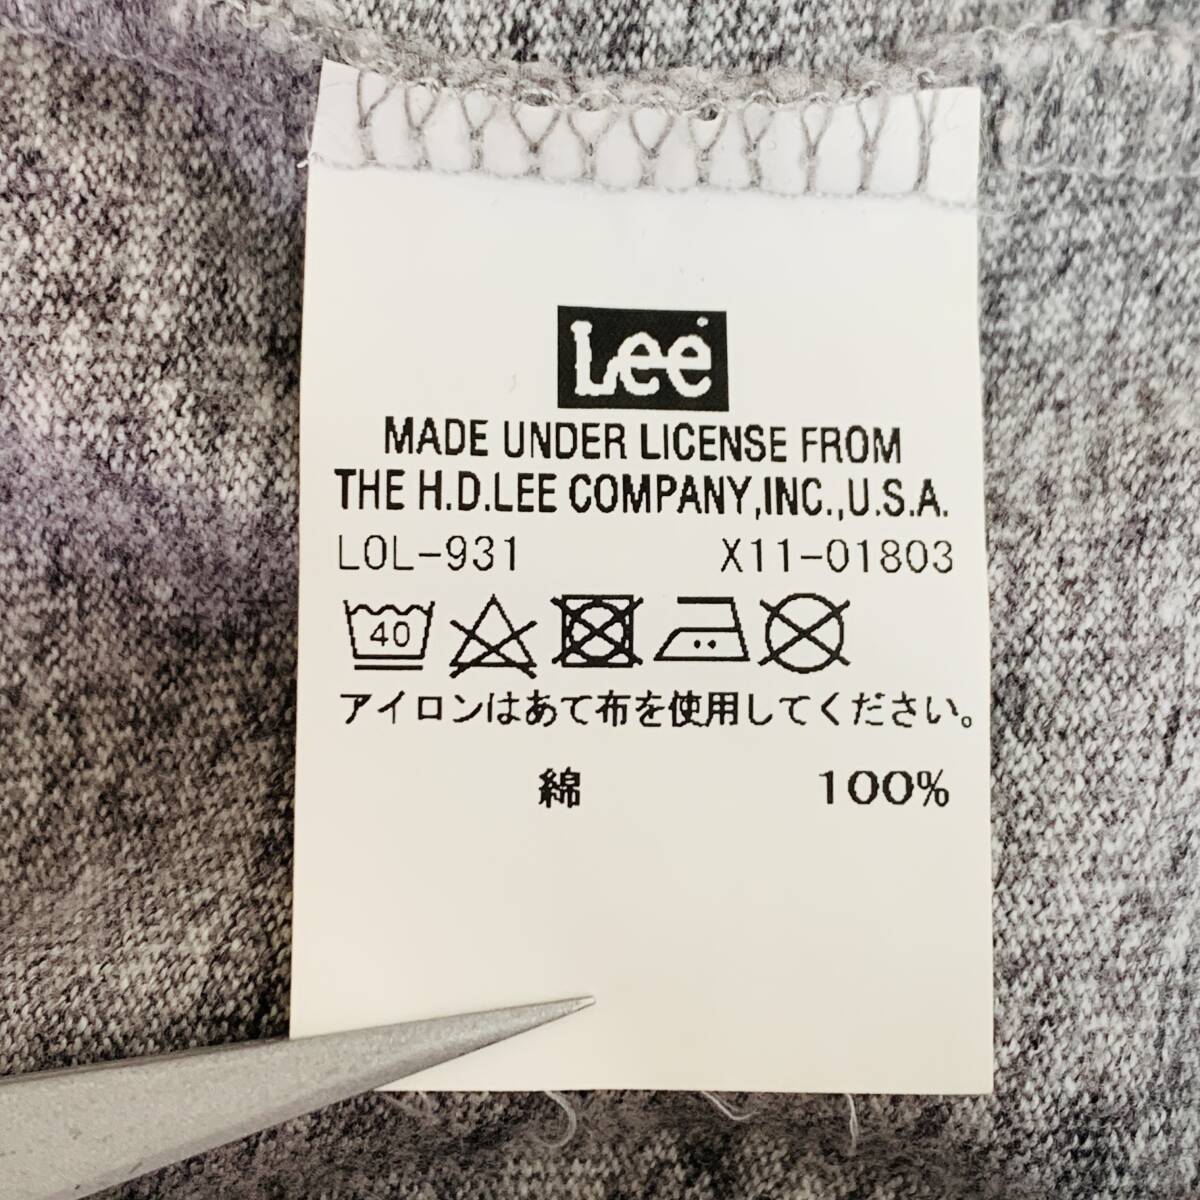 Lee
MADE UNDER LICENSE FROM
THE H.D.LEE COMPANY,INC.,U.S.A.
LOL-931 X11-01803
40
アイロンはあて布を使用してください。
綿 100%